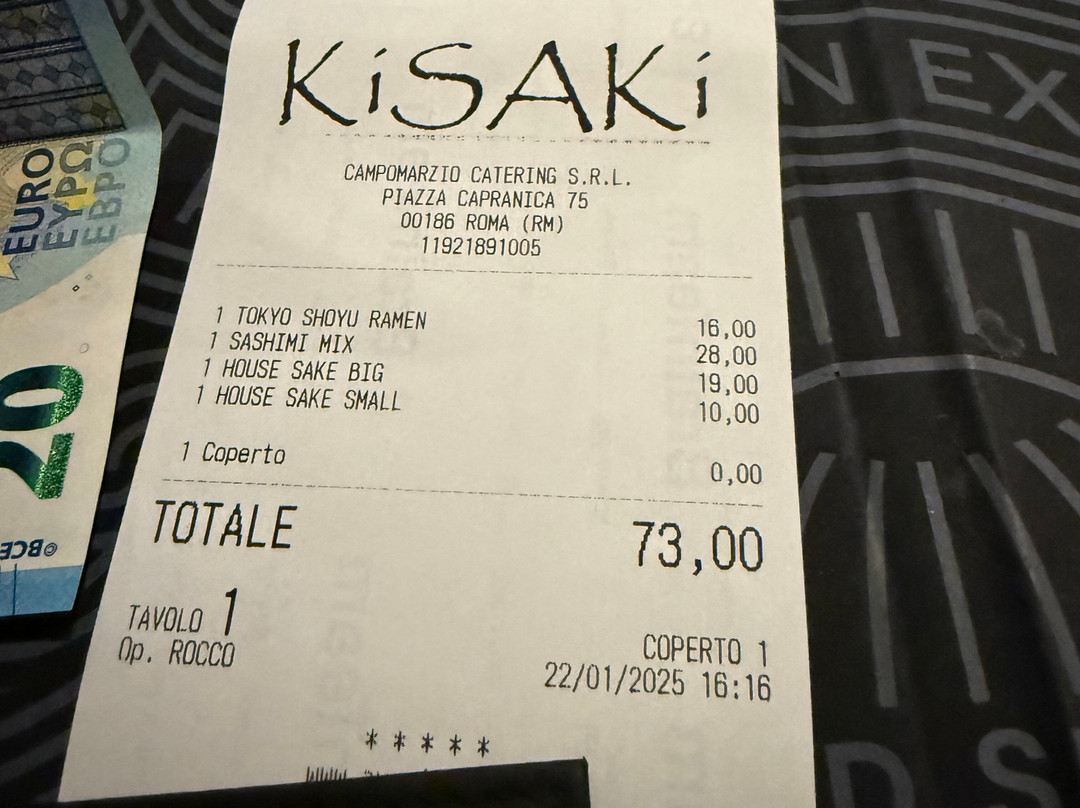 KiSAKi
CAMPOMARZIO CATERING S.R.L.
PIAZZA CAPRANICA 75
00186 ROMA (RM)
11921891005
1 TOKYO SHOYU RAMEN 16,00
1 SASHIMI MIX 28,00
1 HOUSE SAKE BIG 19,00
1 HOUSE SAKE SMALL 10,00
1 Coperto 0,00
TOTALE 73,00
TAVOLO 1
Op. ROCCO
COPERTO 1
22/01/2025 16:16
* * * * *
EURO
ΕΥΡΩ
ЕВРО
20
©BCE
N EX
D S